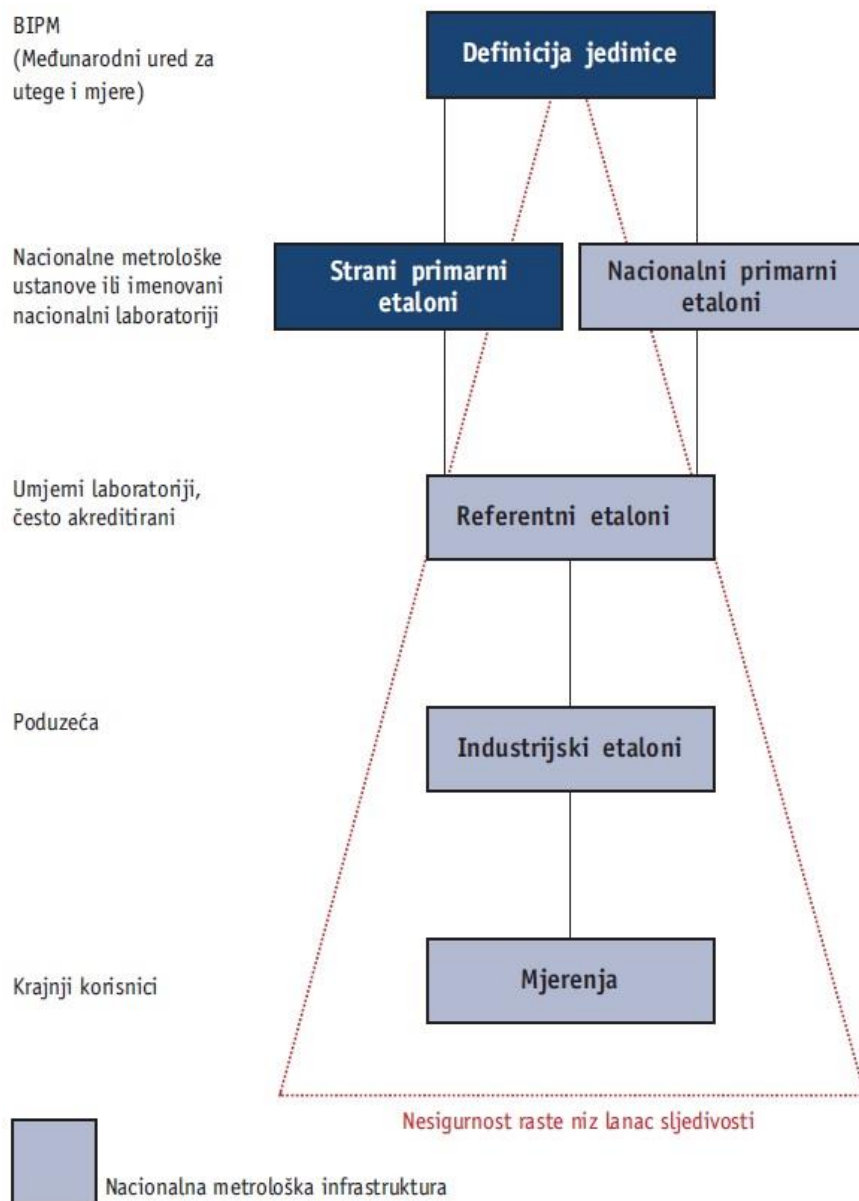 BIPM
(Međunarodni ured za
utege i mjere)
Definicija jedinice
Nacionalne metrološke
ustanove ili imenovani
nacionalni laboratoriji
Strani primarni
etaloni
Nacionalni primarni
etaloni
Umjerni laboratoriji,
često akreditirani
Referentni etaloni
Poduzeća
Industrijski etaloni
Krajnji korisnici
Mjerenja
Nesigurnost raste niz lanac sljedivosti
Nacionalna metrološka infrastruktura